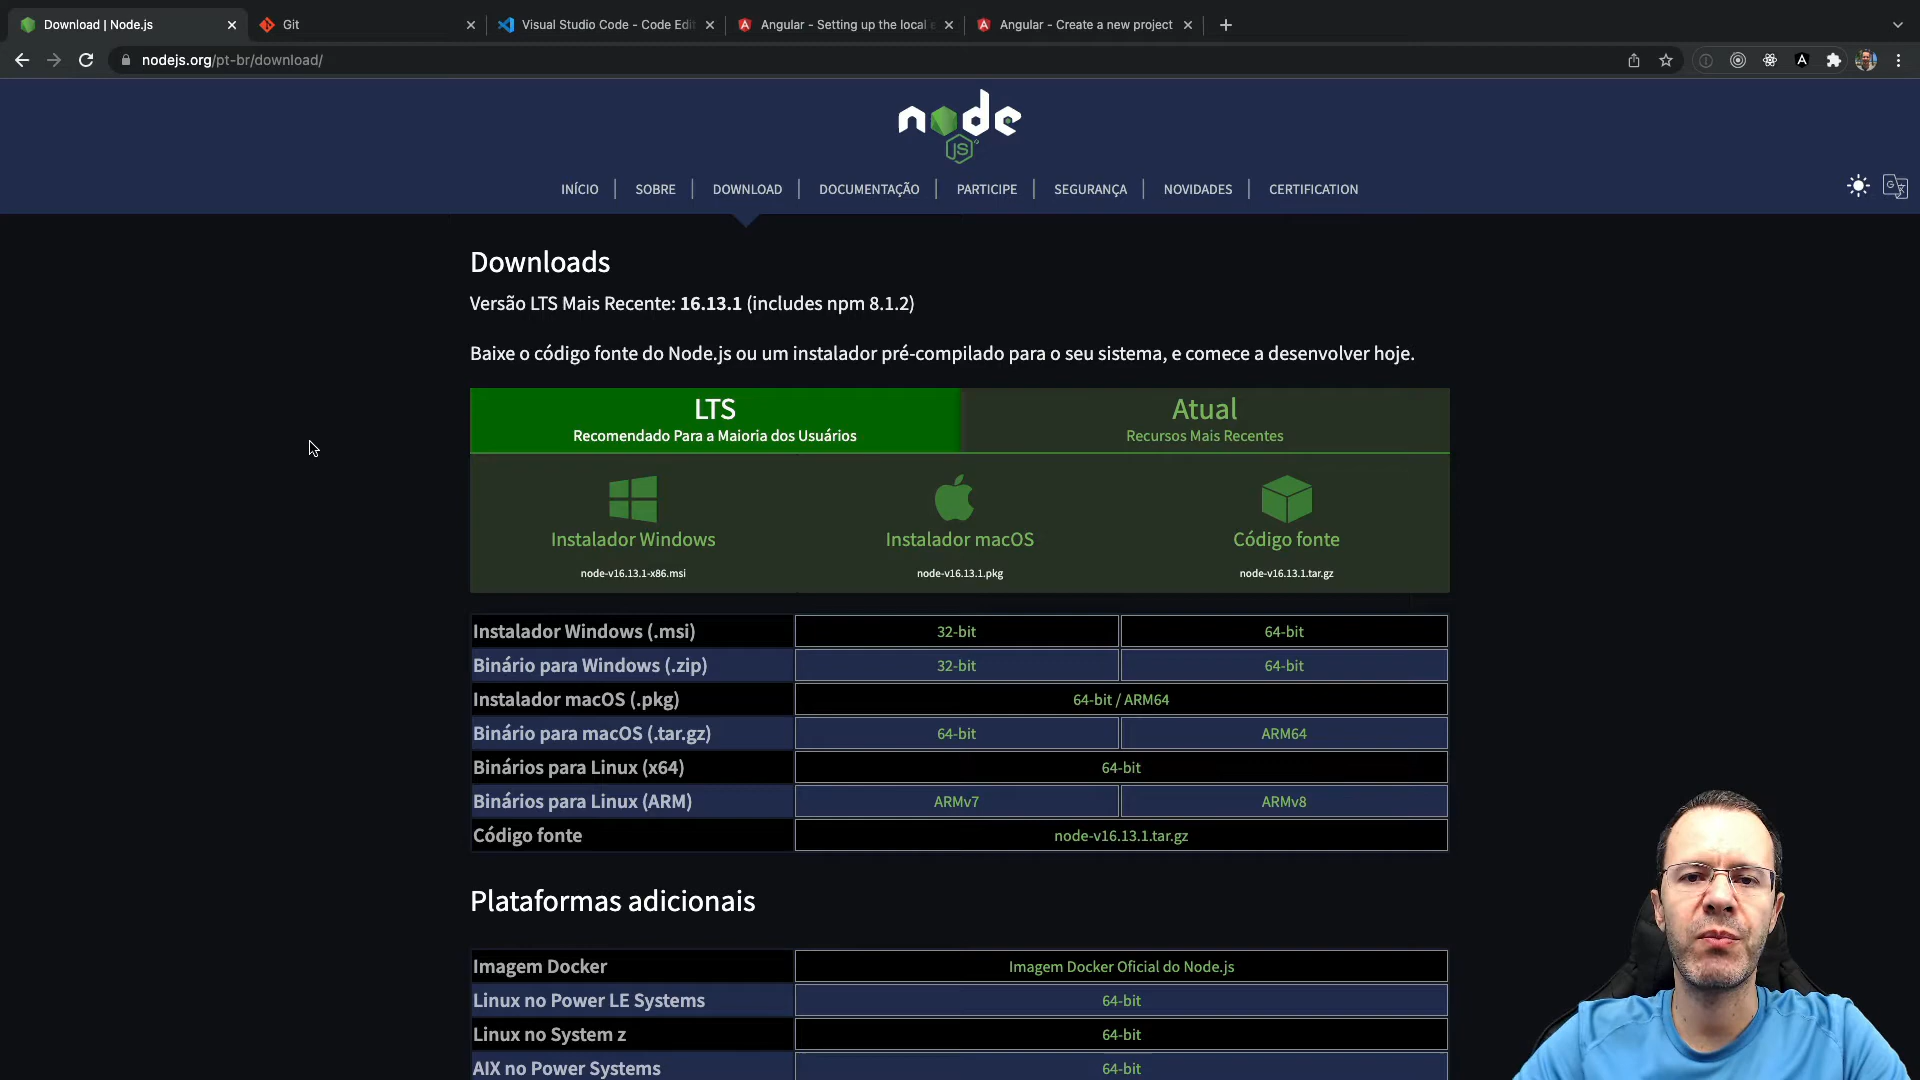 Download | Node.js
Git
Visual Studio Code - Code Edit
Angular - Setting up the local e
Angular - Create a new project
nodejs.org/pt-br/download/
node
JS
INÍCIO
SOBRE
DOWNLOAD
DOCUMENTAÇÃO
PARTICIPE
SEGURANÇA
NOVIDADES
CERTIFICATION
Downloads
Versão LTS Mais Recente: 16.13.1 (includes npm 8.1.2)
Baixe o código fonte do Node.js ou um instalador pré-compilado para o seu sistema, e comece a desenvolver hoje.
LTS
Recomendado Para a Maioria dos Usuários
Atual
Recursos Mais Recentes
Instalador Windows
node-v16.13.1-x86.msi
Instalador macOS
node-v16.13.1.pkg
Código fonte
node-v16.13.1.tar.gz
Instalador Windows (.msi) 32-bit 64-bit
Binário para Windows (.zip) 32-bit 64-bit
Instalador macOS (.pkg) 64-bit / ARM64
Binário para macOS (.tar.gz) 64-bit ARM64
Binários para Linux (x64) 64-bit
Binários para Linux (ARM) ARMv7 ARMv8
Código fonte node-v16.13.1.tar.gz
Plataformas adicionais
Imagem Docker Imagem Docker Oficial do Node.js
Linux no Power LE Systems 64-bit
Linux no System z 64-bit
AIX no Power Systems 64-bit